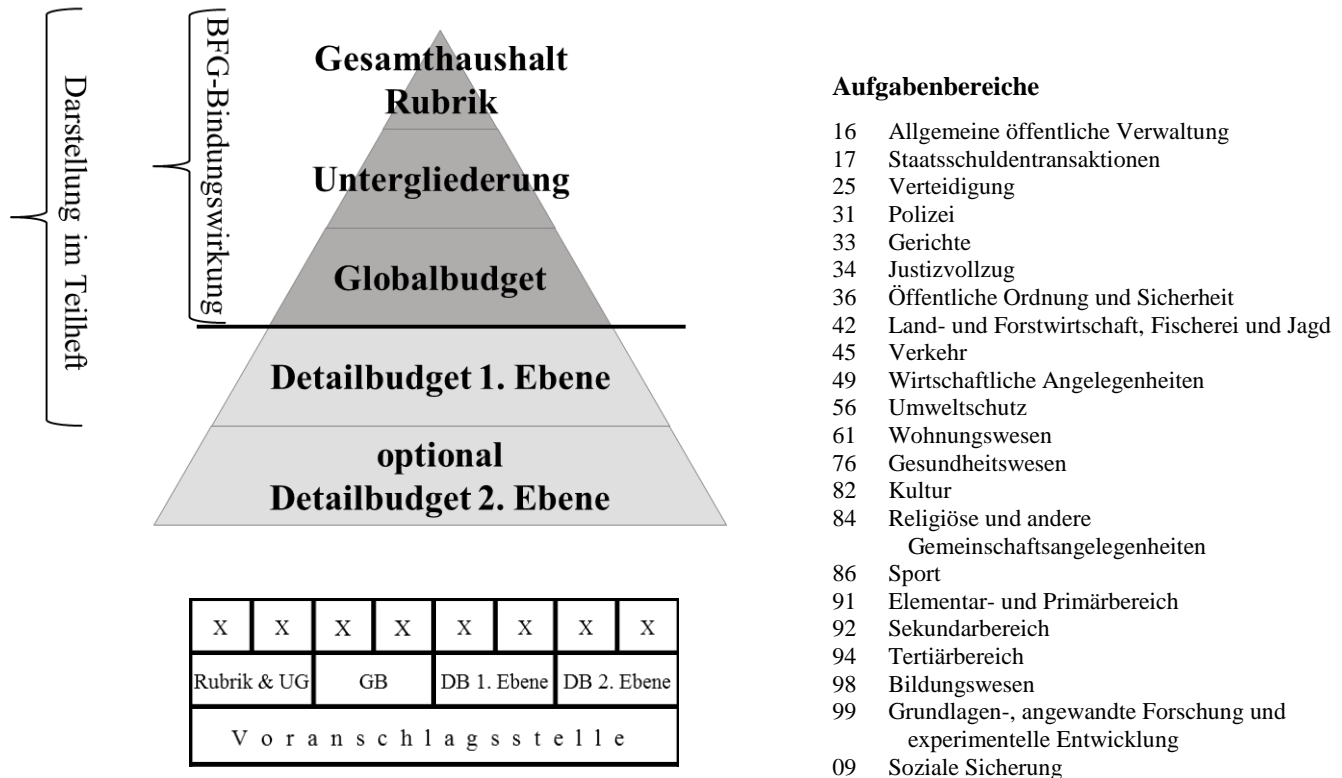 Darstellung im Teilheft
BFG-Bindungswirkung
Gesamthaushalt
Rubrik
Untergliederung
Globalbudget
Detailbudget 1. Ebene
optional
Detailbudget 2. Ebene
X X X X X X X X
Rubrik & UG GB DB 1. Ebene DB 2. Ebene
Voranschlagsstelle
Aufgabenbereiche
16 Allgemeine öffentliche Verwaltung
17 Staatsschuldentransaktionen
25 Verteidigung
31 Polizei
33 Gerichte
34 Justizvollzug
36 Öffentliche Ordnung und Sicherheit
42 Land- und Forstwirtschaft, Fischerei und Jagd
45 Verkehr
49 Wirtschaftliche Angelegenheiten
56 Umweltschutz
61 Wohnungswesen
76 Gesundheitswesen
82 Kultur
84 Religiöse und andere
Gemeinschaftsangelegenheiten
86 Sport
91 Elementar- und Primärbereich
92 Sekundarbereich
94 Tertiärbereich
98 Bildungswesen
99 Grundlagen-, angewandte Forschung und
experimentelle Entwicklung
09 Soziale Sicherung